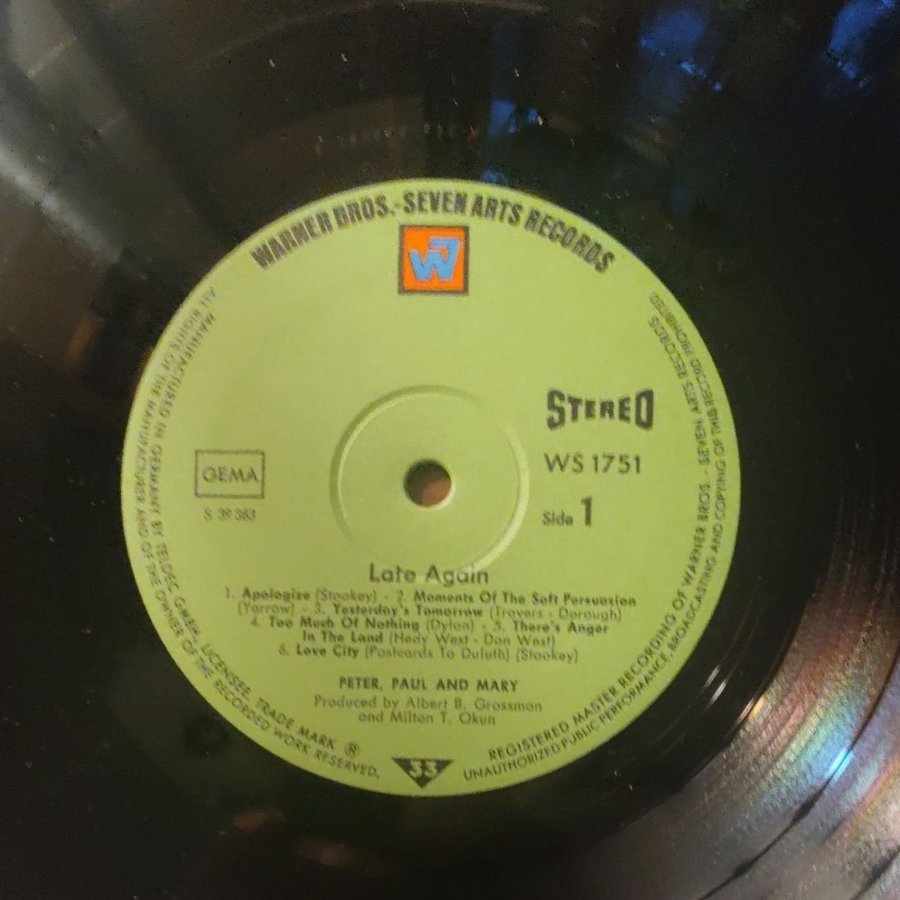 WARNER BROS.-SEVEN ARTS RECORDS
W7
STEREO
GEMA
WS 1751
S 39 383
Side 1
Late Again
1. Apologize (Stookey) - 2. Moments Of The Soft Persuasion
(Yarrow) - 3. Yesterday's Tomorrow (Travers - Dorough)
4. Too Much Of Nothing (Dylan) - 5. There's Anger
In The Land (Hedy West - Don West)
6. Love City (Postcards To Duluth) (Stookey)
PETER, PAUL AND MARY
Produced by Albert B. Grossman
and Milton T. Okun
33
MANUFACTURED IN GERMANY BY TELDEC GMBH. LICENSEE, TRADE MARK ® REGISTERED MASTER RECORDING OF WARNER BROS. - SEVEN ARTS RECORDS.
ALL RIGHTS OF THE MANUFACTURER AND OF THE OWNER OF THE RECORDED WORK RESERVED, UNAUTHORIZED PUBLIC PERFORMANCE, BROADCASTING AND COPYING OF THIS RECORD PROHIBITED.